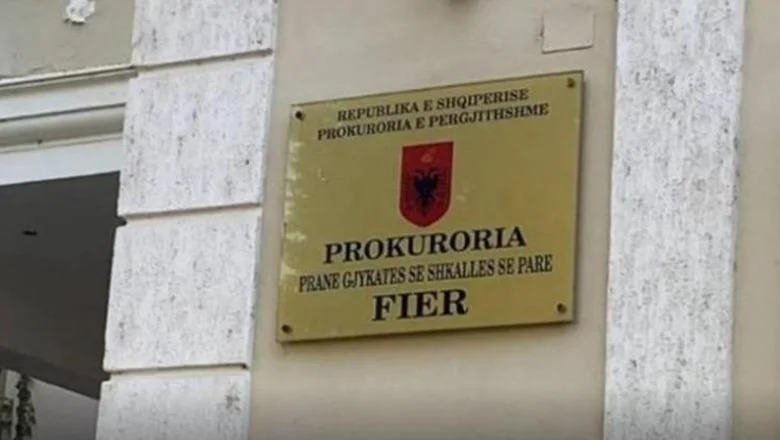 REPUBLIKA E SHQIPERISE
PROKURORIA E PERGJITHSHME
PROKURORIA
PRANE GJYKATES SE SHKALLES SE PARE
FIER